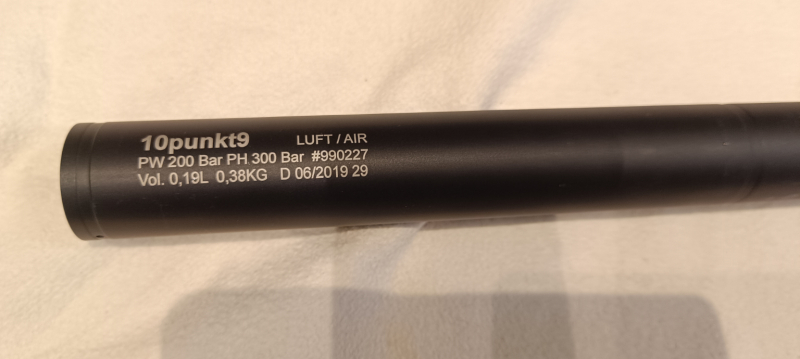 10punkt9 LUFT / AIR
PW 200 Bar PH 300 Bar #990227
Vol. 0,19L 0,38KG D 06/2019 29